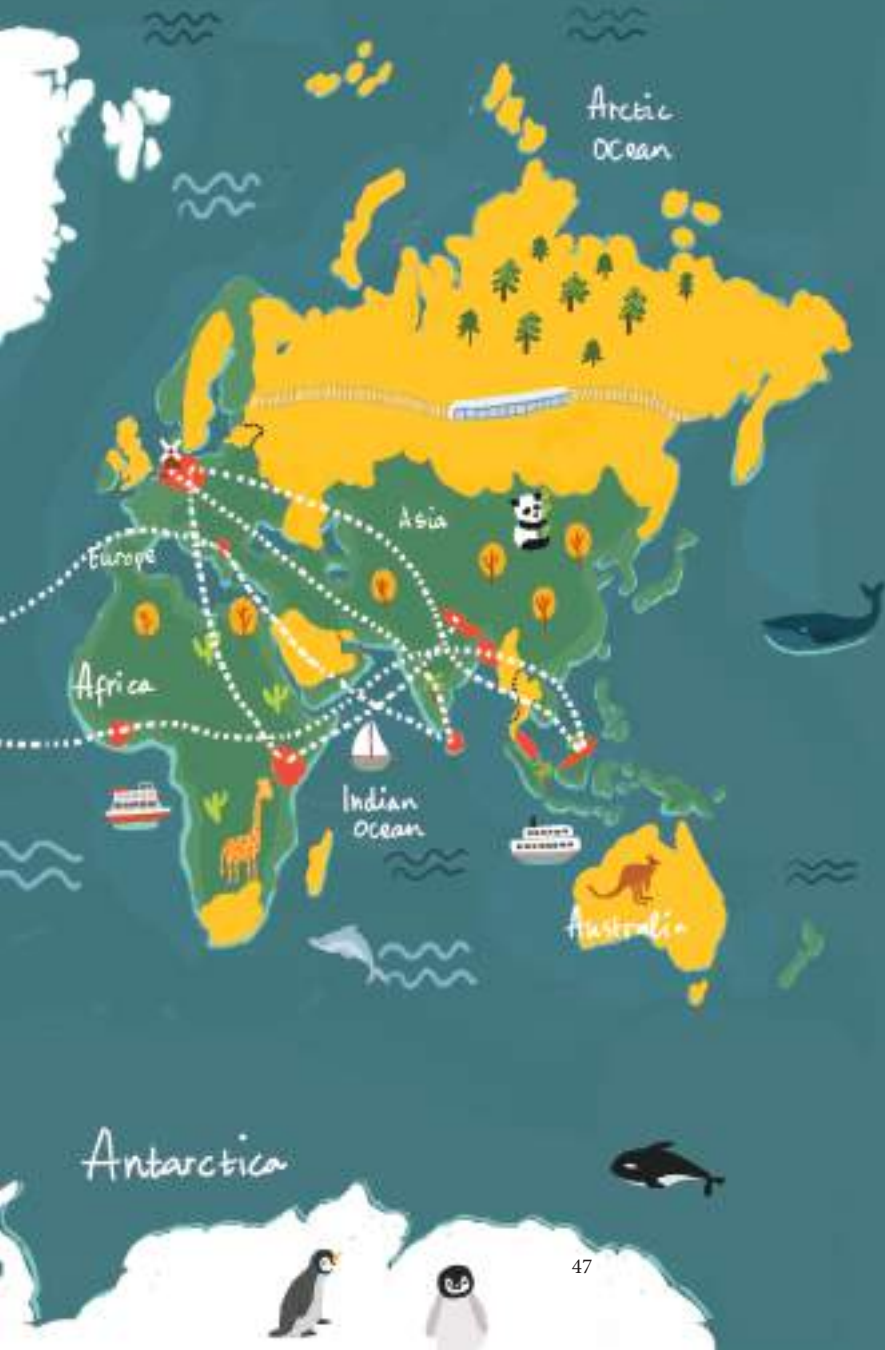 Arctic
ocean
Asia
Europe
Africa
Indian
ocean
Australia
Antarctica
47